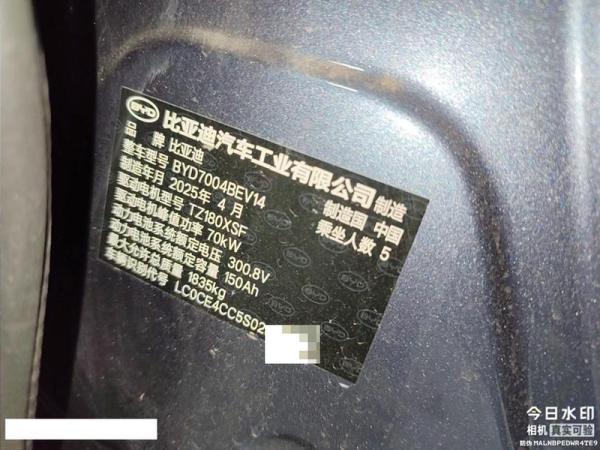 BYD 比亚迪汽车工业有限公司 制造
品 牌 比亚迪 制造国 中国
整车型号 BYD7004BEV14 乘坐人数 5
制造年月 2025年 4 月
驱动电机型号 TZ180XSF
驱动电机峰值功率 70kW
动力电池系统额定电压 300.8V
动力电池系统额定容量 150Ah
最大允许总质量 1835kg
车辆识别代号 LC0CE4CC5S02
今日水印
相机 真实可验
防伪 MALNBPEDWR4TE9